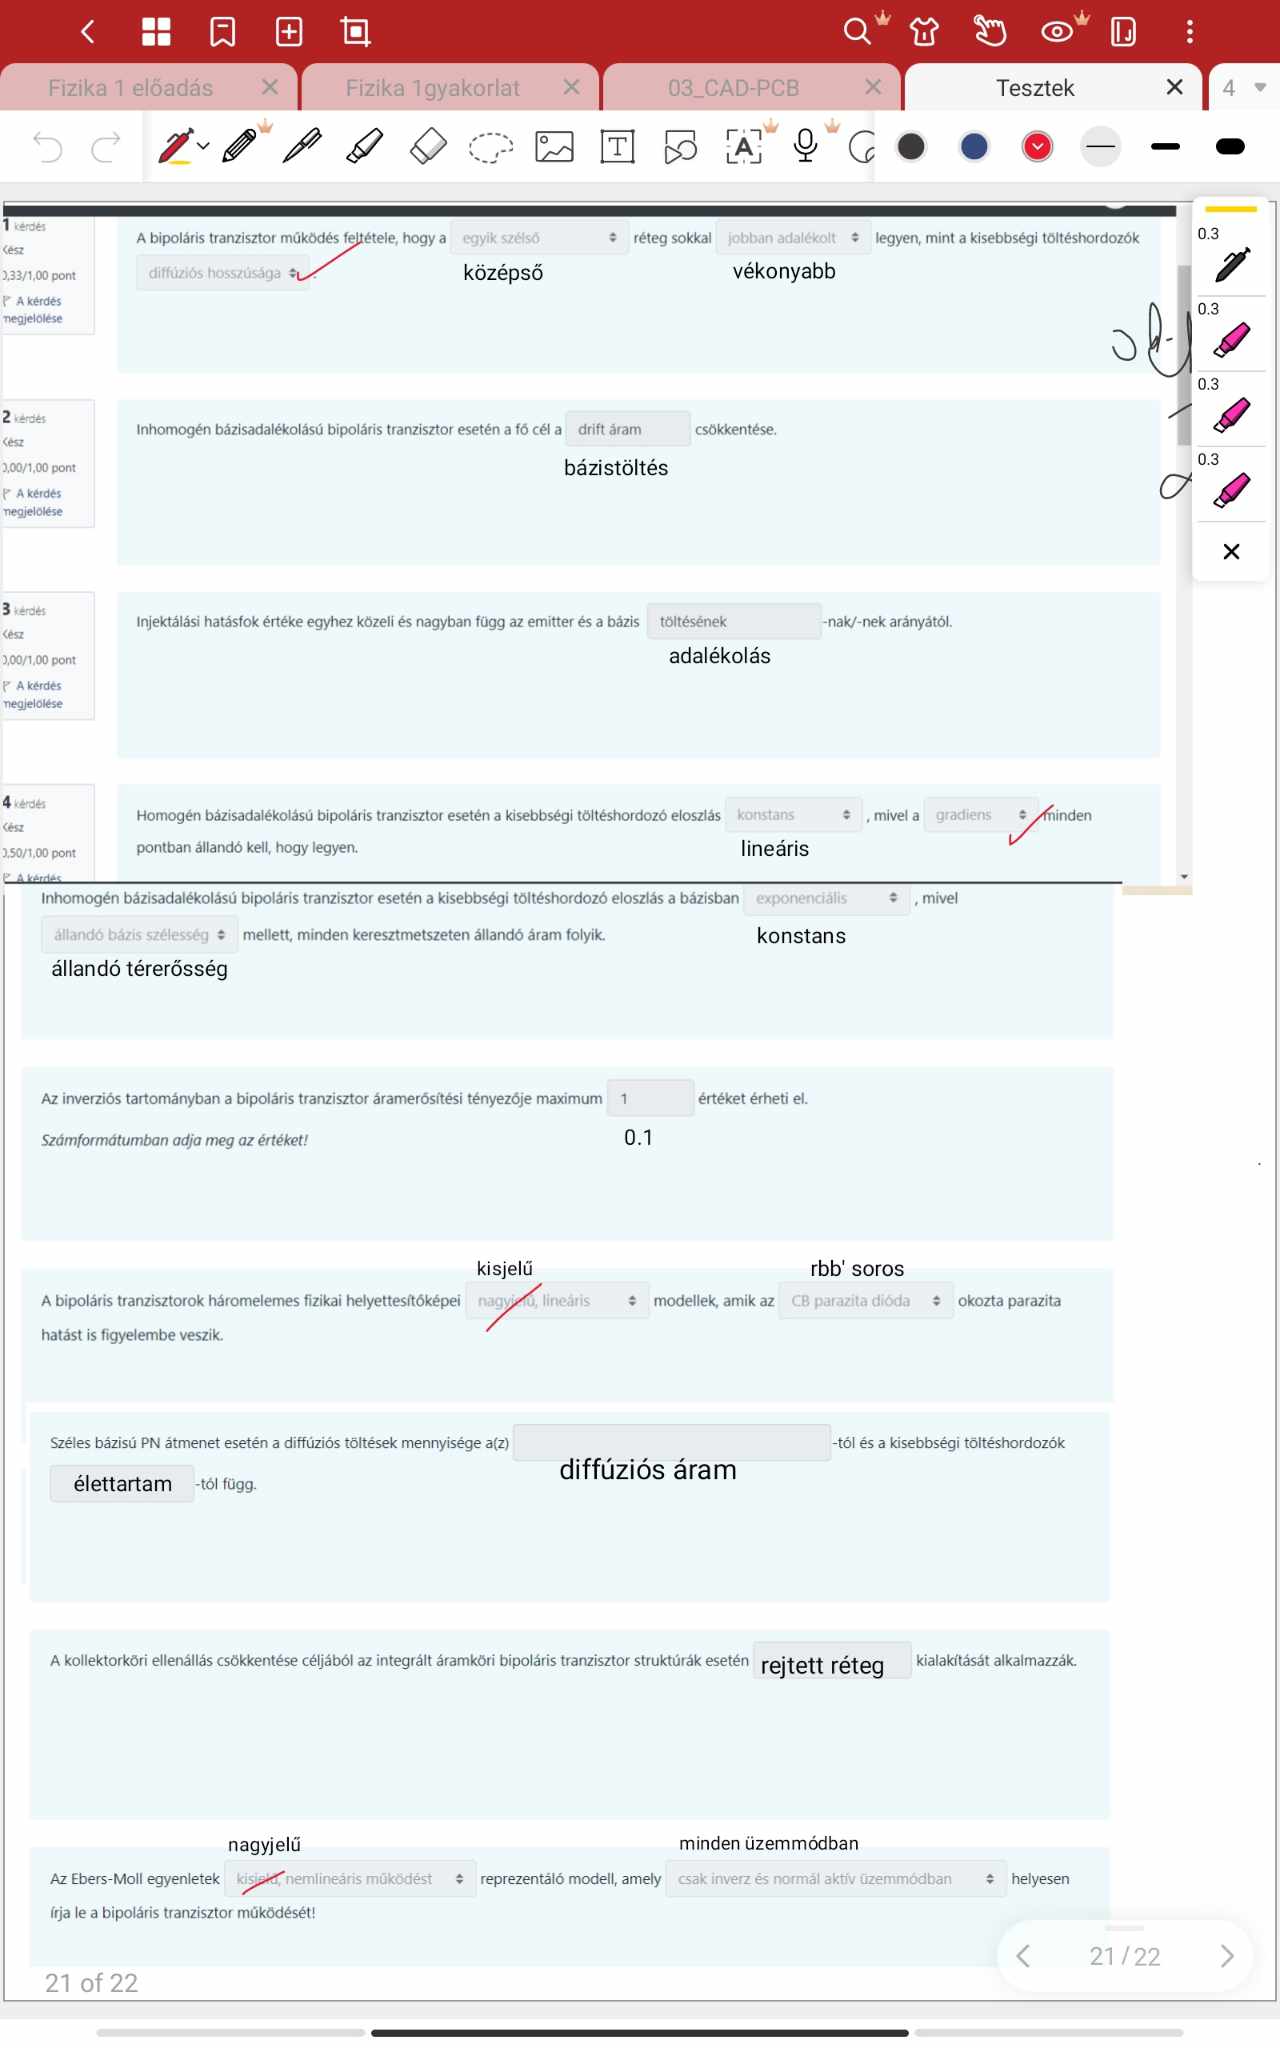 Fizika 1 előadás
Fizika 1gyakorlat
03_CAD-PCB
Tesztek
4
1 kérdés
Kész
0,33/1,00 pont
A kérdés
megjelölése
A bipoláris tranzisztor működés feltétele, hogy a egyik szélső réteg sokkal jobban adalékolt legyen, mint a kisebbségi töltéshordozók
középső vékonyabb
diffúziós hosszúsága .
0.3
0.3
0.3
0.3
2 kérdés
Kész
0,00/1,00 pont
A kérdés
megjelölése
Inhomogén bázisadalékolású bipoláris tranzisztor esetén a fő cél a drift áram csökkentése.
bázistöltés
3 kérdés
Kész
0,00/1,00 pont
A kérdés
megjelölése
Injektálási hatásfok értéke egyhez közeli és nagyban függ az emitter és a bázis töltésének -nak/-nek arányától.
adalékolás
4 kérdés
Kész
0,50/1,00 pont
A kérdés
Homogén bázisadalékolású bipoláris tranzisztor esetén a kisebbségi töltéshordozó eloszlás konstans , mivel a gradiens minden
lineáris
pontban állandó kell, hogy legyen.
Inhomogén bázisadalékolású bipoláris tranzisztor esetén a kisebbségi töltéshordozó eloszlás a bázisban exponenciális , mivel
konstans
állandó bázis szélesség mellett, minden keresztmetszeten állandó áram folyik.
állandó térerősség
Az inverziós tartományban a bipoláris tranzisztor áramerősítési tényezője maximum 1 értéket érheti el.
0.1
Számformátumban adja meg az értéket!
kisjelű rbb' soros
A bipoláris tranzisztorok háromelemes fizikai helyettesítőképei nagyjelű, lineáris modellek, amik az CB parazita dióda okozta parazita
hatást is figyelembe veszik.
Széles bázisú PN átmenet esetén a diffúziós töltések mennyisége a(z) -tól és a kisebbségi töltéshordozók
diffúziós áram
élettartam -tól függ.
A kollektorköri ellenállás csökkentése céljából az integrált áramköri bipoláris tranzisztor struktúrák esetén rejtett réteg kialakítását alkalmazzák.
nagyjelű minden üzemmódban
Az Ebers-Moll egyenletek kisjelű, nemlineáris működést reprezentáló modell, amely csak inverz és normál aktív üzemmódban helyesen
írja le a bipoláris tranzisztor működését!
21 of 22
21 / 22